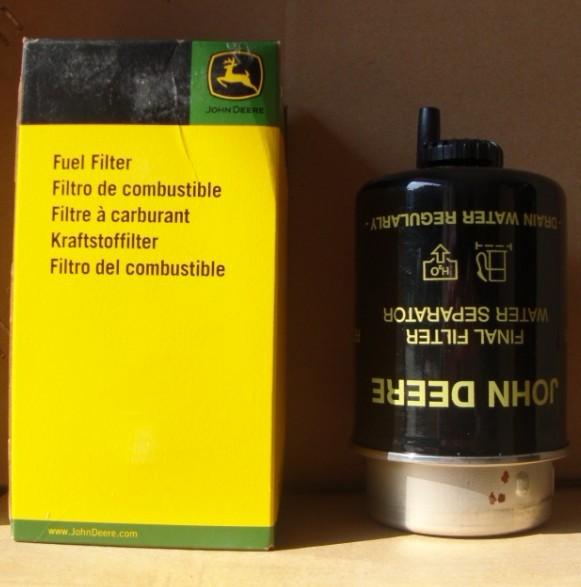 JOHN DEERE
Fuel Filter
Filtro de combustible
Filtre à carburant
Kraftstoffilter
Filtro del combustible
www.JohnDeere.com
JOHN DEERE
FINAL FILTER
WATER SEPARATOR
H₂O
- DRAIN WATER REGULARLY -